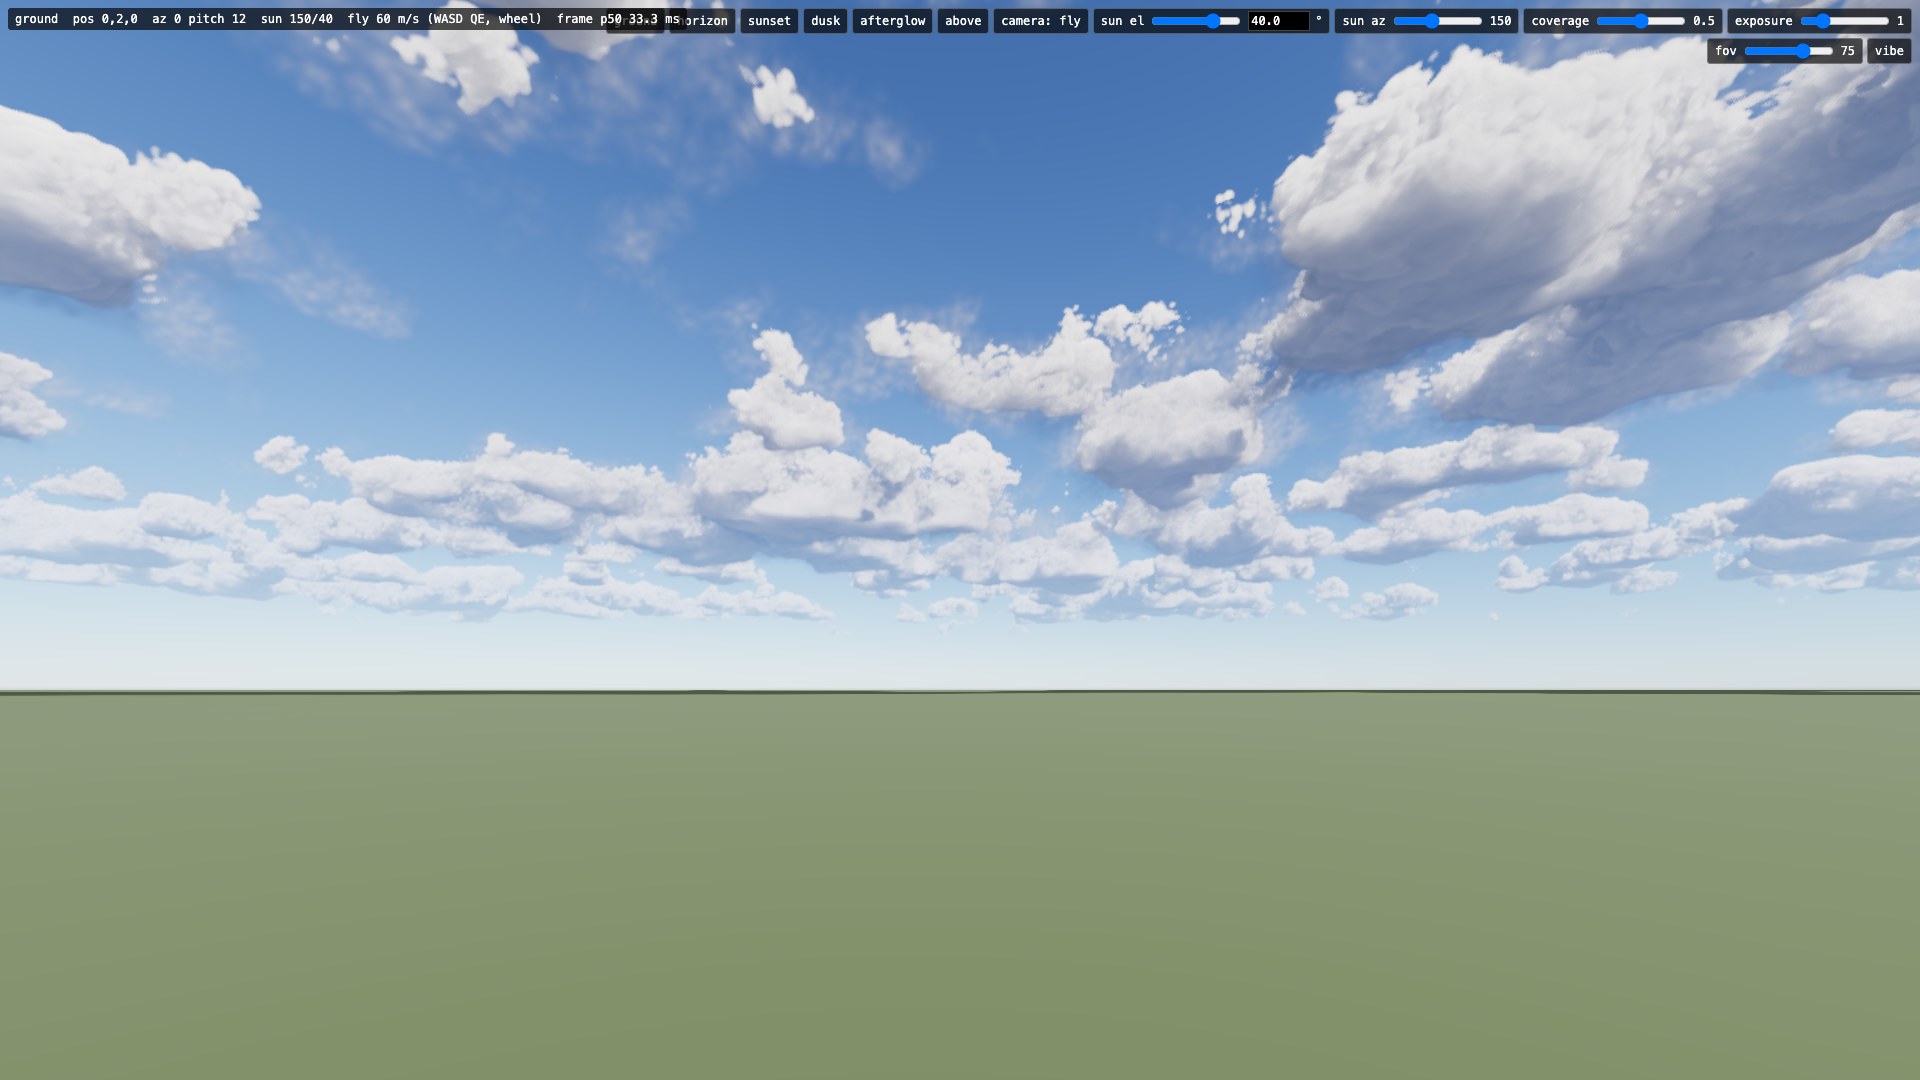 ground pos 0,2,0 az 0 pitch 12 sun 150/40 fly 60 m/s (WASD QE, wheel) frame p50 33.3 ms horizon sunset dusk afterglow above camera: fly sun el 40.0 ° sun az 150 coverage 0.5 exposure 1
fov 75 vibe